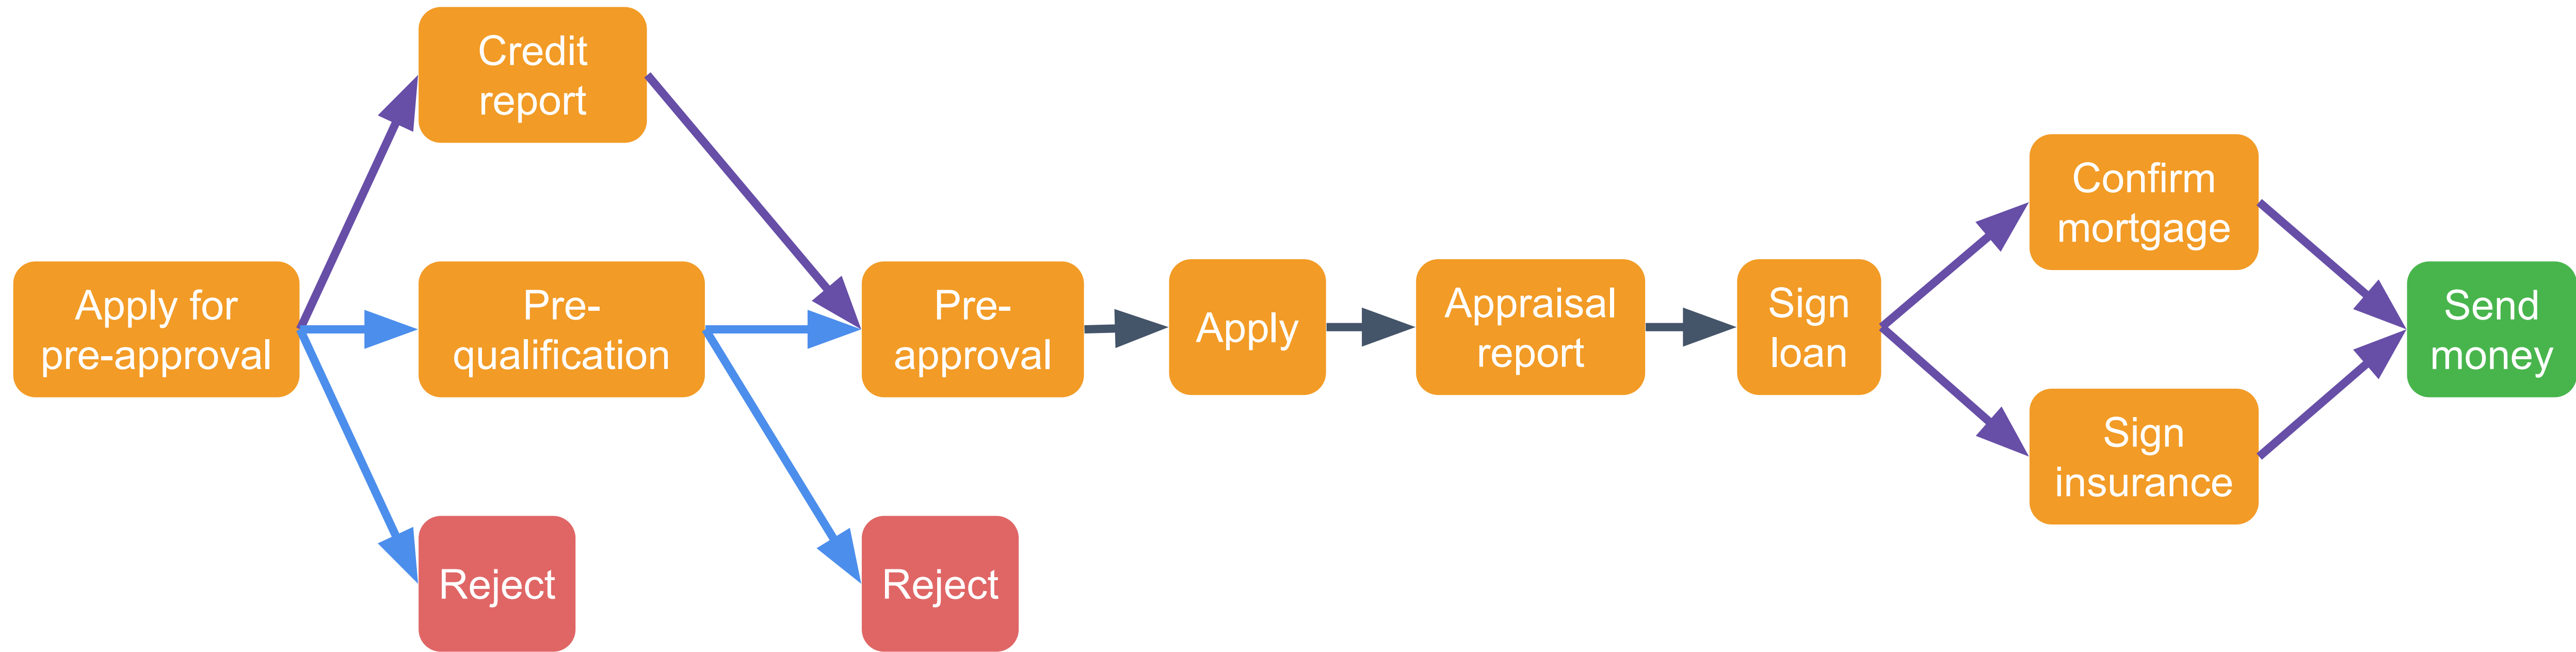 Credit
report
Apply for
pre-approval
Pre-
qualification
Reject
Pre-
approval
Reject
Apply
Appraisal
report
Sign
loan
Confirm
mortgage
Sign
insurance
Send
money